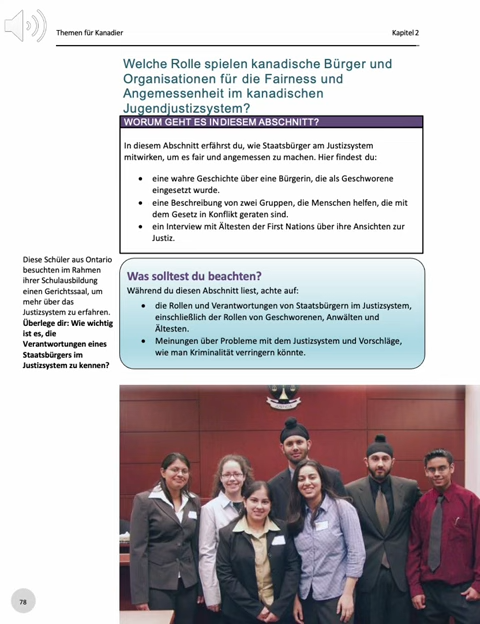 Themen für Kanadier
Kapitel 2
Welche Rolle spielen kanadische Bürger und
Organisationen für die Fairness und
Angemessenheit im kanadischen
Jugendjustizsystem?
WORUM GEHT ES IN DIESEM ABSCHNITT?
In diesem Abschnitt erfährst du, wie Staatsbürger am Justizsystem
mitwirken, um es fair und angemessen zu machen. Hier findest du:
• eine wahre Geschichte über eine Bürgerin, die als Geschworene
eingesetzt wurde.
• eine Beschreibung von zwei Gruppen, die Menschen helfen, die mit
dem Gesetz in Konflikt geraten sind.
• ein Interview mit Ältesten der First Nations über ihre Ansichten zur
Justiz.
Diese Schüler aus Ontario
besuchten im Rahmen
ihrer Schulausbildung
einen Gerichtssaal, um
mehr über das
Justizsystem zu erfahren.
Überlege dir: Wie wichtig
ist es, die
Verantwortungen eines
Staatsbürgers im
Justizsystem zu kennen?
Was solltest du beachten?
Während du diesen Abschnitt liest, achte auf:
• die Rollen und Verantwortungen von Staatsbürgern im Justizsystem,
einschließlich der Rollen von Geschworenen, Anwälten und
Ältesten.
• Meinungen über Probleme mit dem Justizsystem und Vorschläge,
wie man Kriminalität verringern könnte.
78